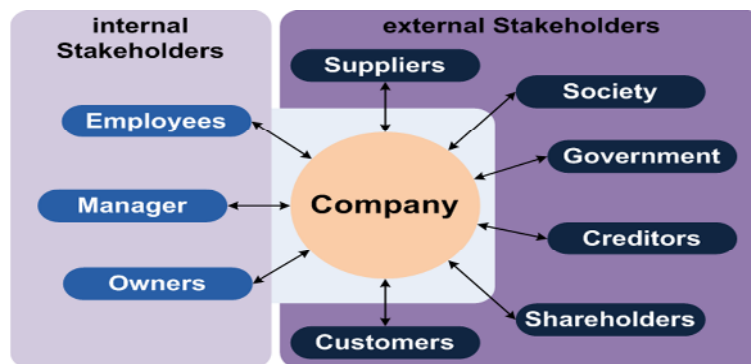 internal
Stakeholders
external Stakeholders
Suppliers
Employees
Society
Government
Manager
Company
Creditors
Owners
Shareholders
Customers